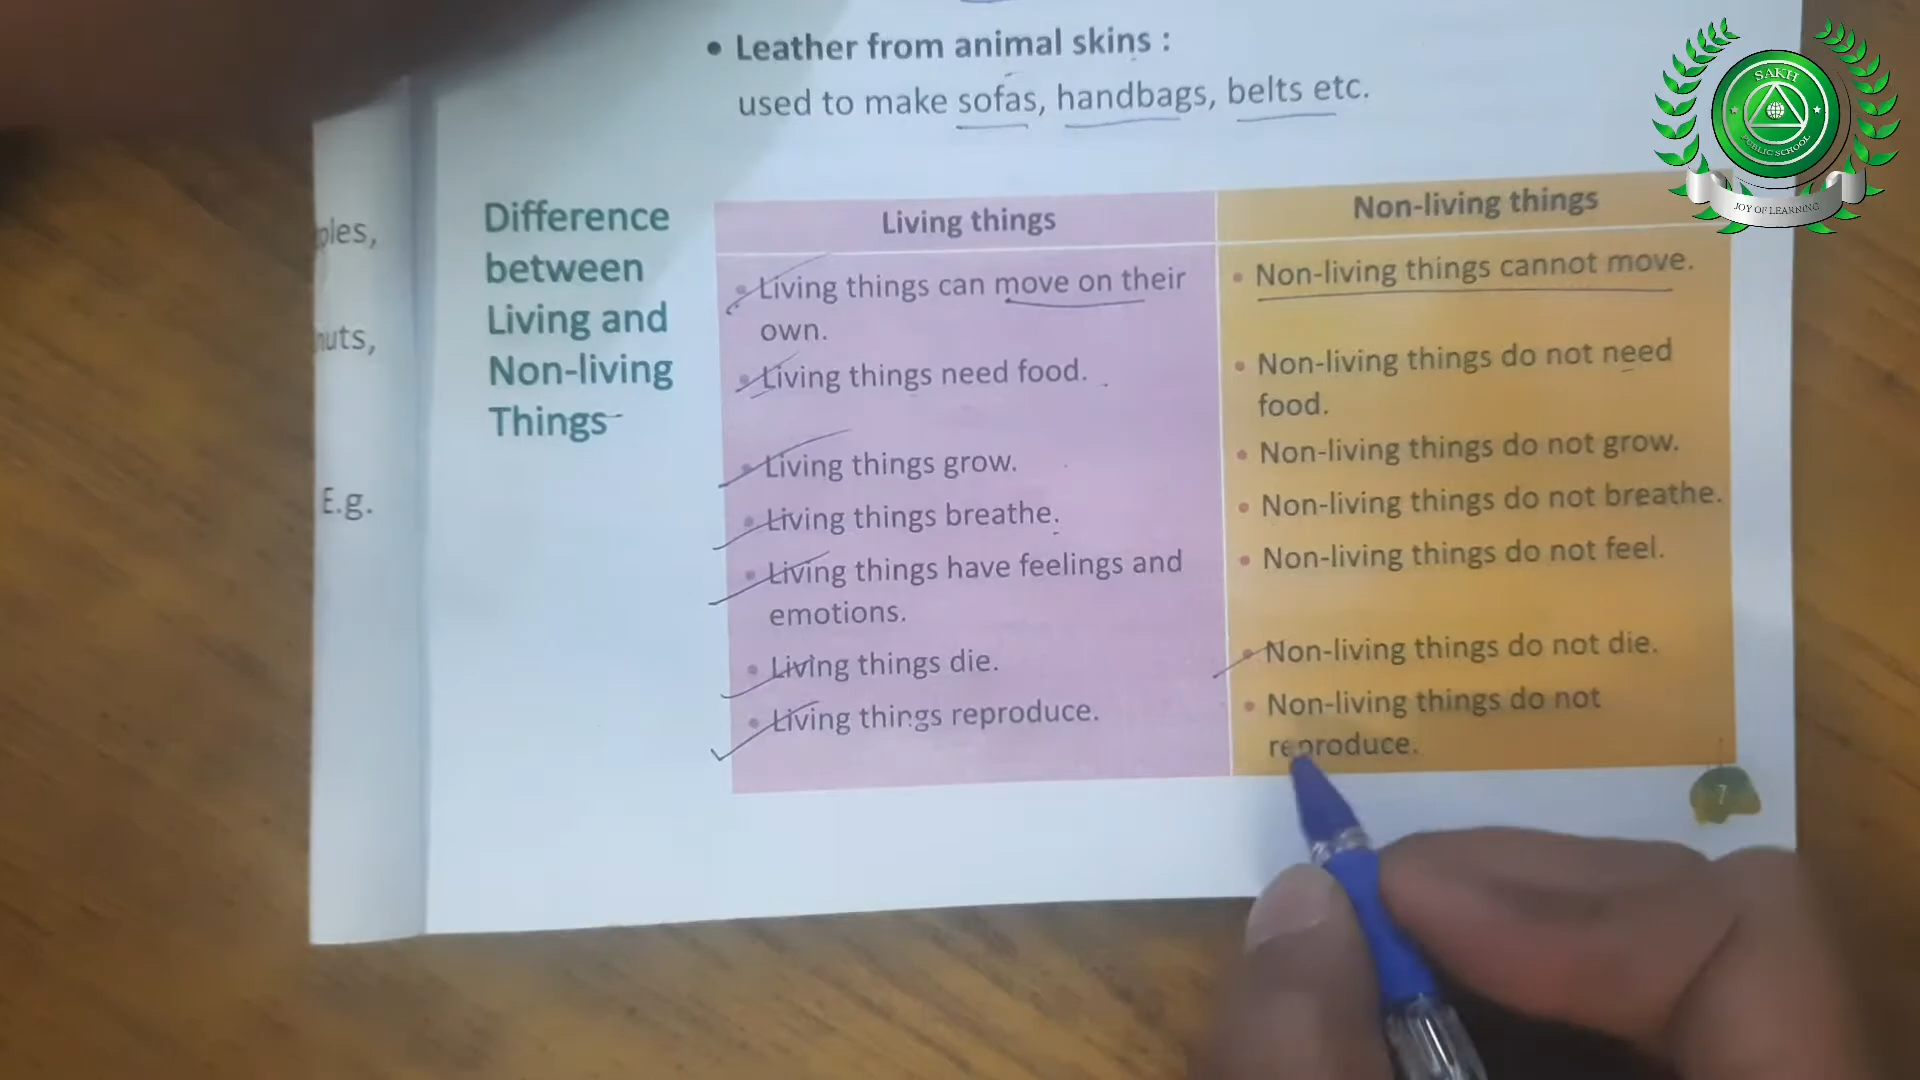 • Leather from animal skins :
used to make sofas, handbags, belts etc.
Difference
between
Living and
Non-living
Things
Living things
• Living things can move on their
own.
• Living things need food.
• Living things grow.
• Living things breathe.
• Living things have feelings and
emotions.
• Living things die.
• Living things reproduce.
Non-living things
• Non-living things cannot move.
• Non-living things do not need
food.
• Non-living things do not grow.
• Non-living things do not breathe.
• Non-living things do not feel.
• Non-living things do not die.
• Non-living things do not
reproduce.
7
E.g.
SAKH
PUBLIC SCHOOL
JOY OF LEARNING